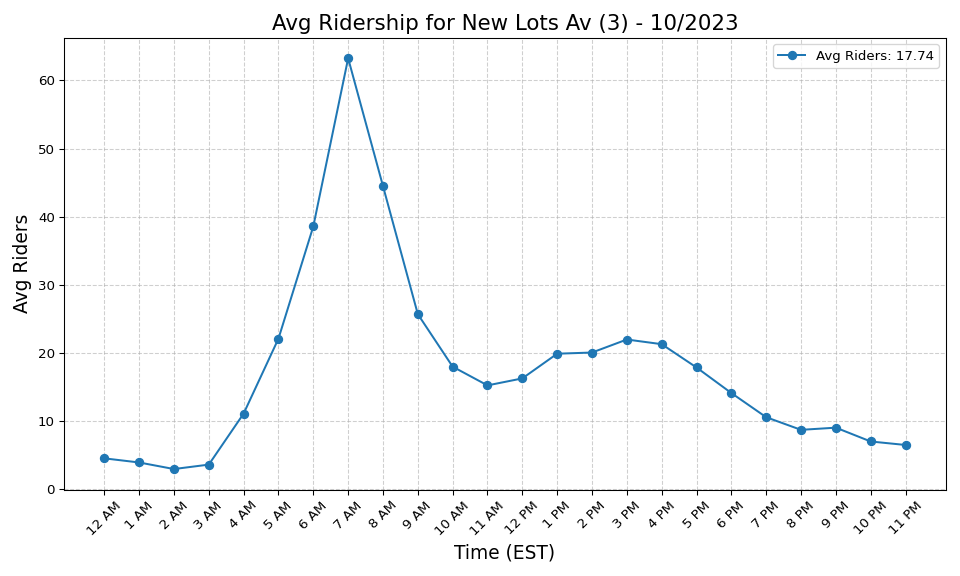 Avg Ridership for New Lots Av (3) - 10/2023
Avg Riders: 17.74
Avg Riders
60
50
40
30
20
10
0
12 AM
1 AM
2 AM
3 AM
4 AM
5 AM
6 AM
7 AM
8 AM
9 AM
10 AM
11 AM
12 PM
1 PM
2 PM
3 PM
4 PM
5 PM
6 PM
7 PM
8 PM
9 PM
10 PM
11 PM
Time (EST)